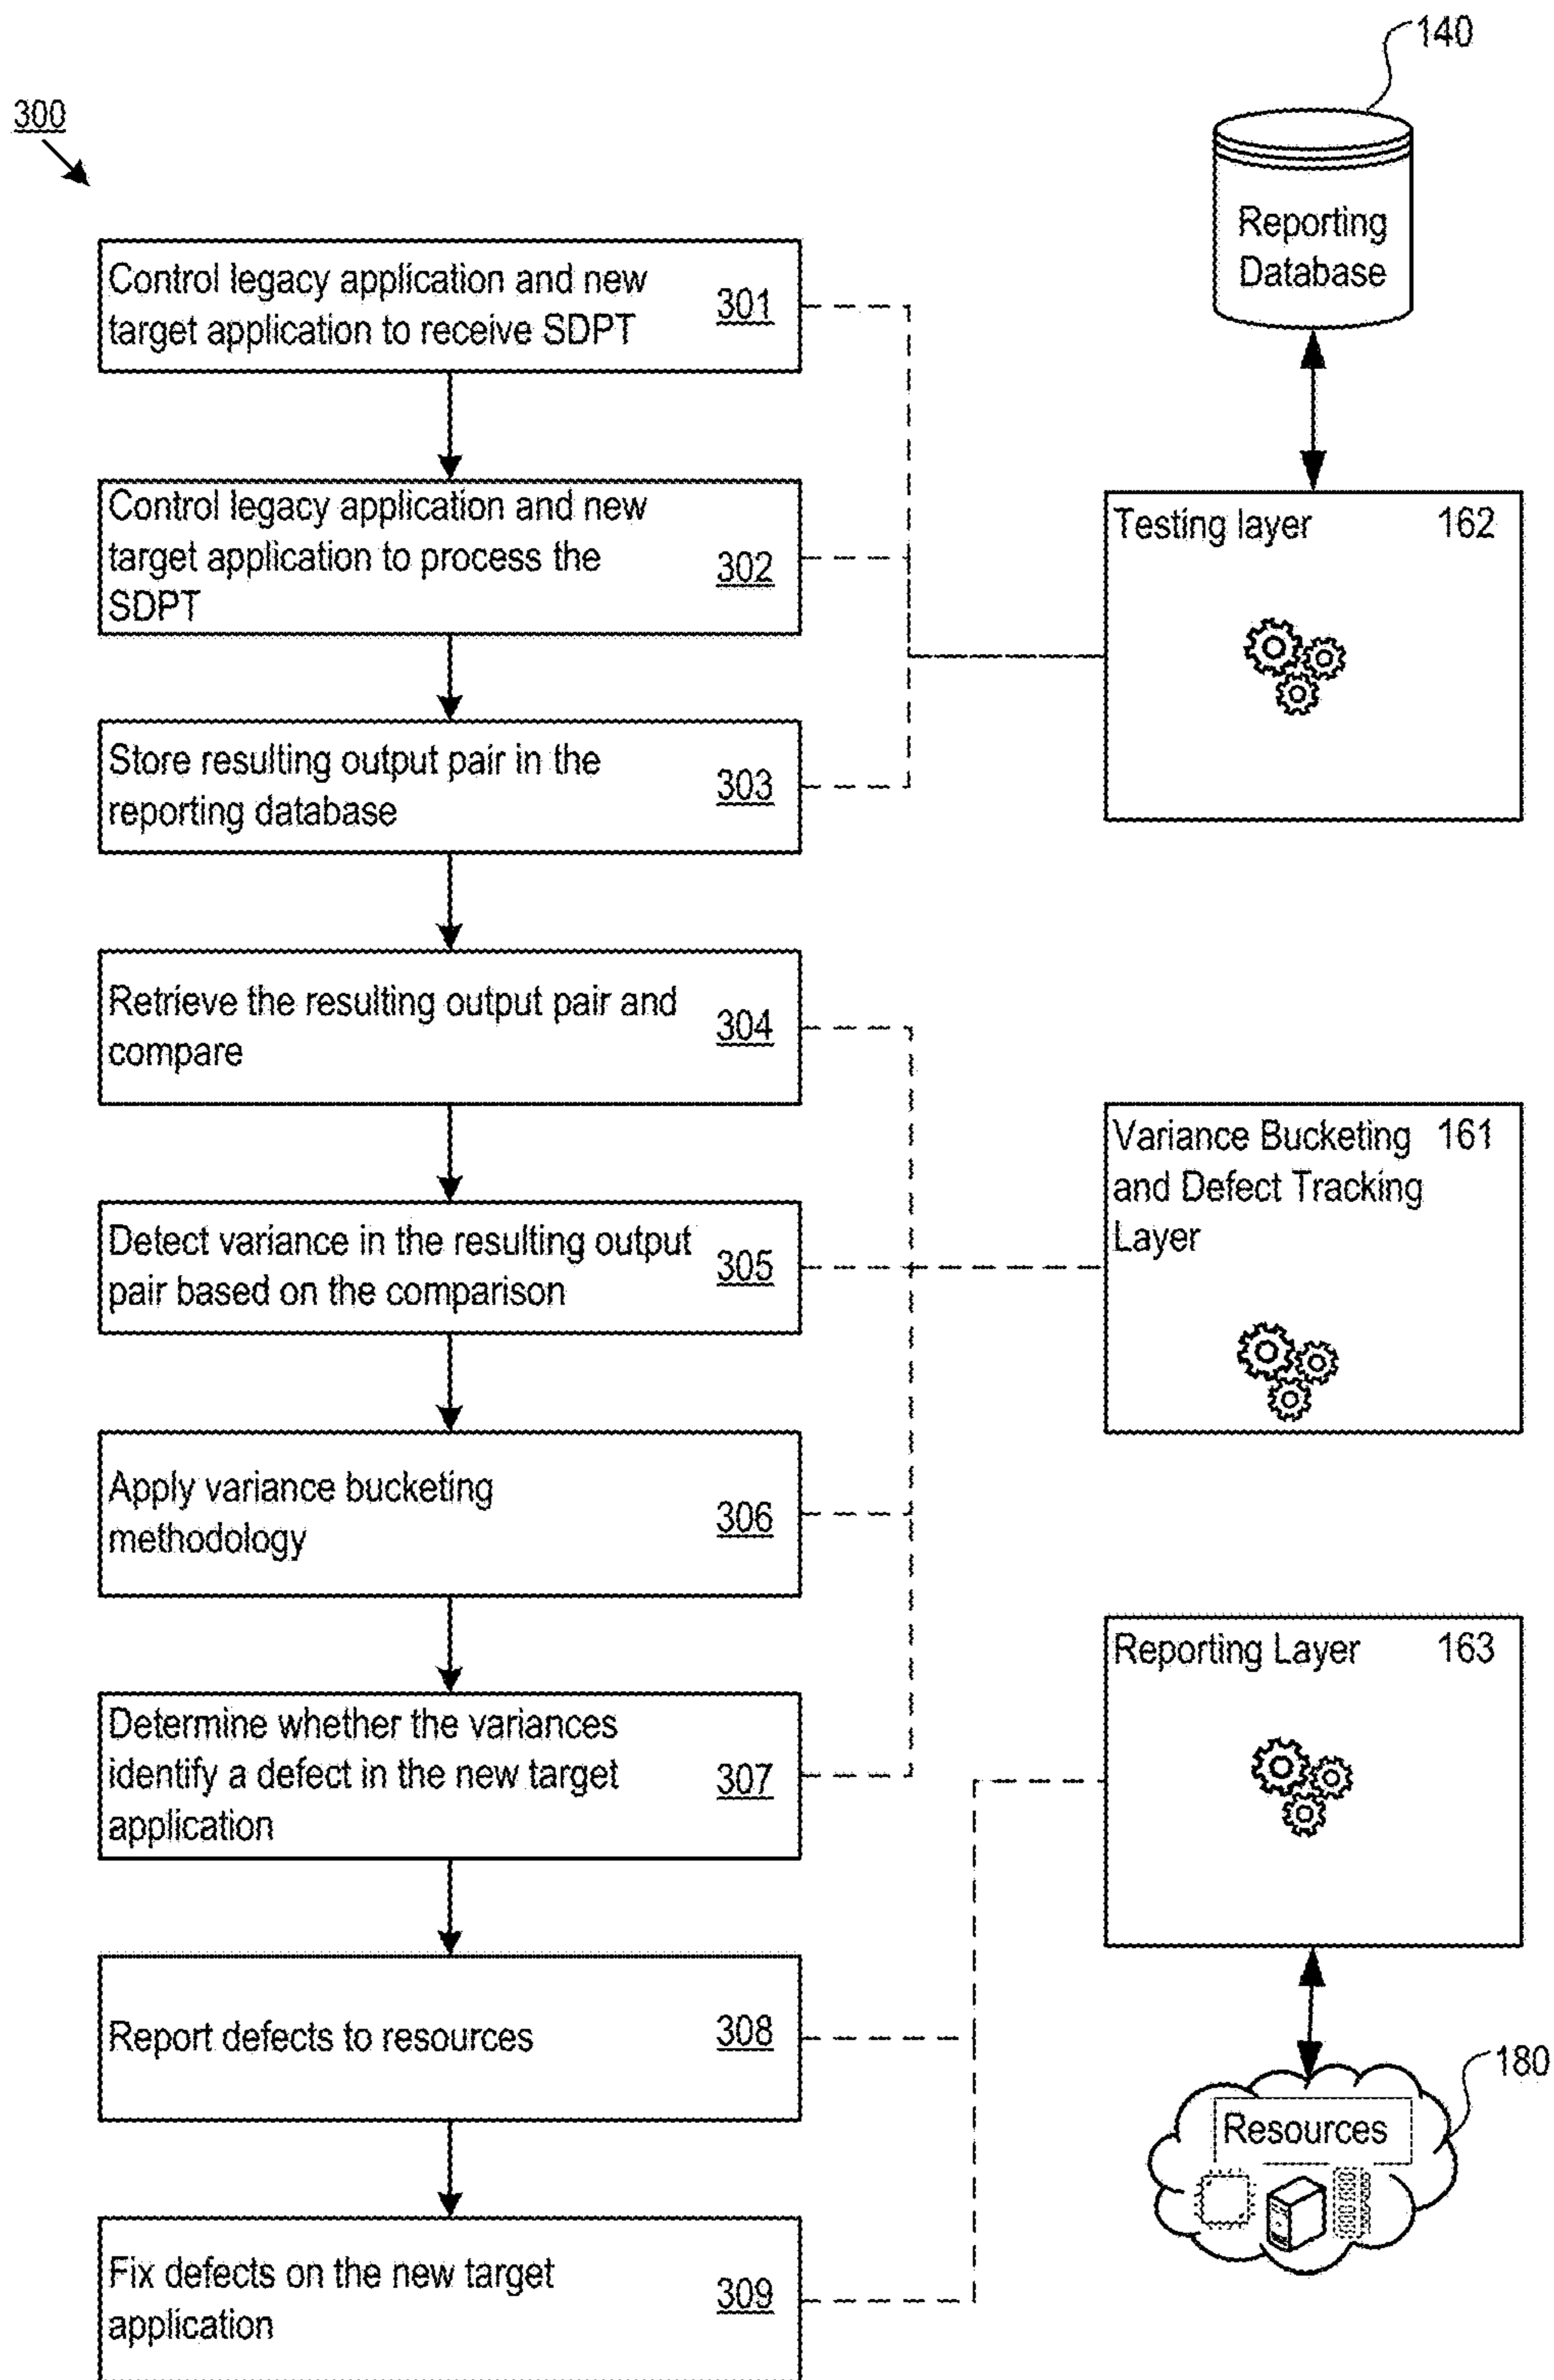 140
300
Reporting
Database
Control legacy application and new
target application to receive SDPT
301
Control legacy application and new
target application to process the
SDPT
302
Testing layer 162
Store resulting output pair in the
reporting database
303
Retrieve the resulting output pair and
compare
304
Variance Bucketing 161
and Defect Tracking
Layer
Detect variance in the resulting output
pair based on the comparison
305
Apply variance bucketing
methodology
306
Reporting Layer 163
Determine whether the variances
identify a defect in the new target
application
307
Report defects to resources
308
180
Resources
Fix defects on the new target
application
309